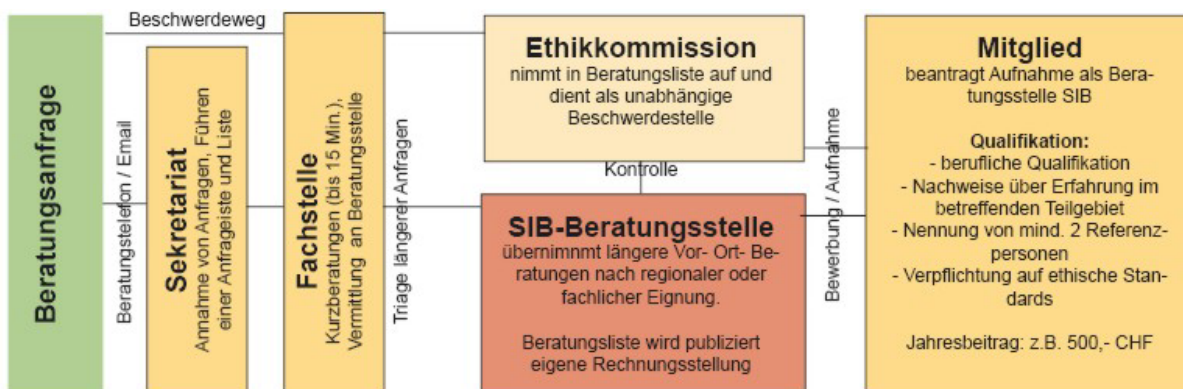 Beratungsanfrage
Beschwerdeweg
Beratungstelefon / Email
Sekretariat
Annahme von Anfragen, Führen
einer Anfrageiste und Liste
Fachstelle
Kurzberatungen (bis 15 Min.),
Vermittlung an Beratungsstelle
Triage längerer Anfragen
Ethikkommission
nimmt in Beratungsliste auf und
dient als unabhängige
Beschwerdestelle
Kontrolle
SIB-Beratungsstelle
übernimnmt längere Vor- Ort- Be-
ratungen nach regionaler oder
fachlicher Eignung.
Beratungsliste wird publiziert
eigene Rechnungsstellung
Bewerbung / Aufnahme
Mitglied
beantragt Aufnahme als Bera-
tungsstelle SIB
Qualifikation:
- berufliche Qualifikation
- Nachweise über Erfahrung im
betreffenden Teilgebiet
- Nennung von mind. 2 Referenz-
personen
- Verpflichtung auf ethische Stan-
dards
Jahresbeitrag: z.B. 500,- CHF